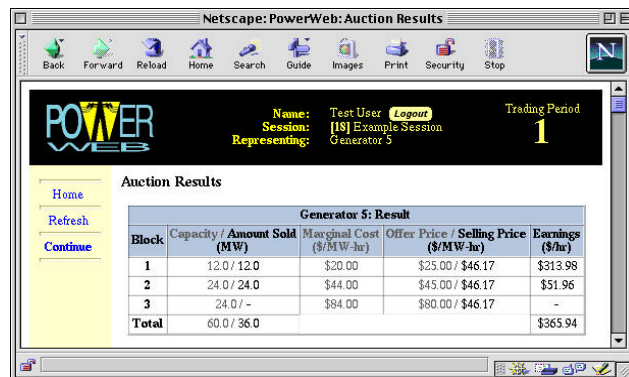 Netscape: PowerWeb: Auction Results
Back Forward Reload Home Search Guide Images Print Security Stop
N
POWER
WEB
Name: Test User Logout
Session: [18] Example Session
Representing: Generator 5
Trading Period
1
Home
Refresh
Continue
Auction Results
Generator 5: Result
Block Capacity / Amount Sold (MW) Marginal Cost ($/MW-hr) Offer Price / Selling Price ($/MW-hr) Earnings ($/hr)
1 12.0 / 12.0 $20.00 $25.00 / $46.17 $313.98
2 24.0 / 24.0 $44.00 $45.00 / $46.17 $51.96
3 24.0 / - $84.00 $80.00 / $46.17 -
Total 60.0 / 36.0 $365.94